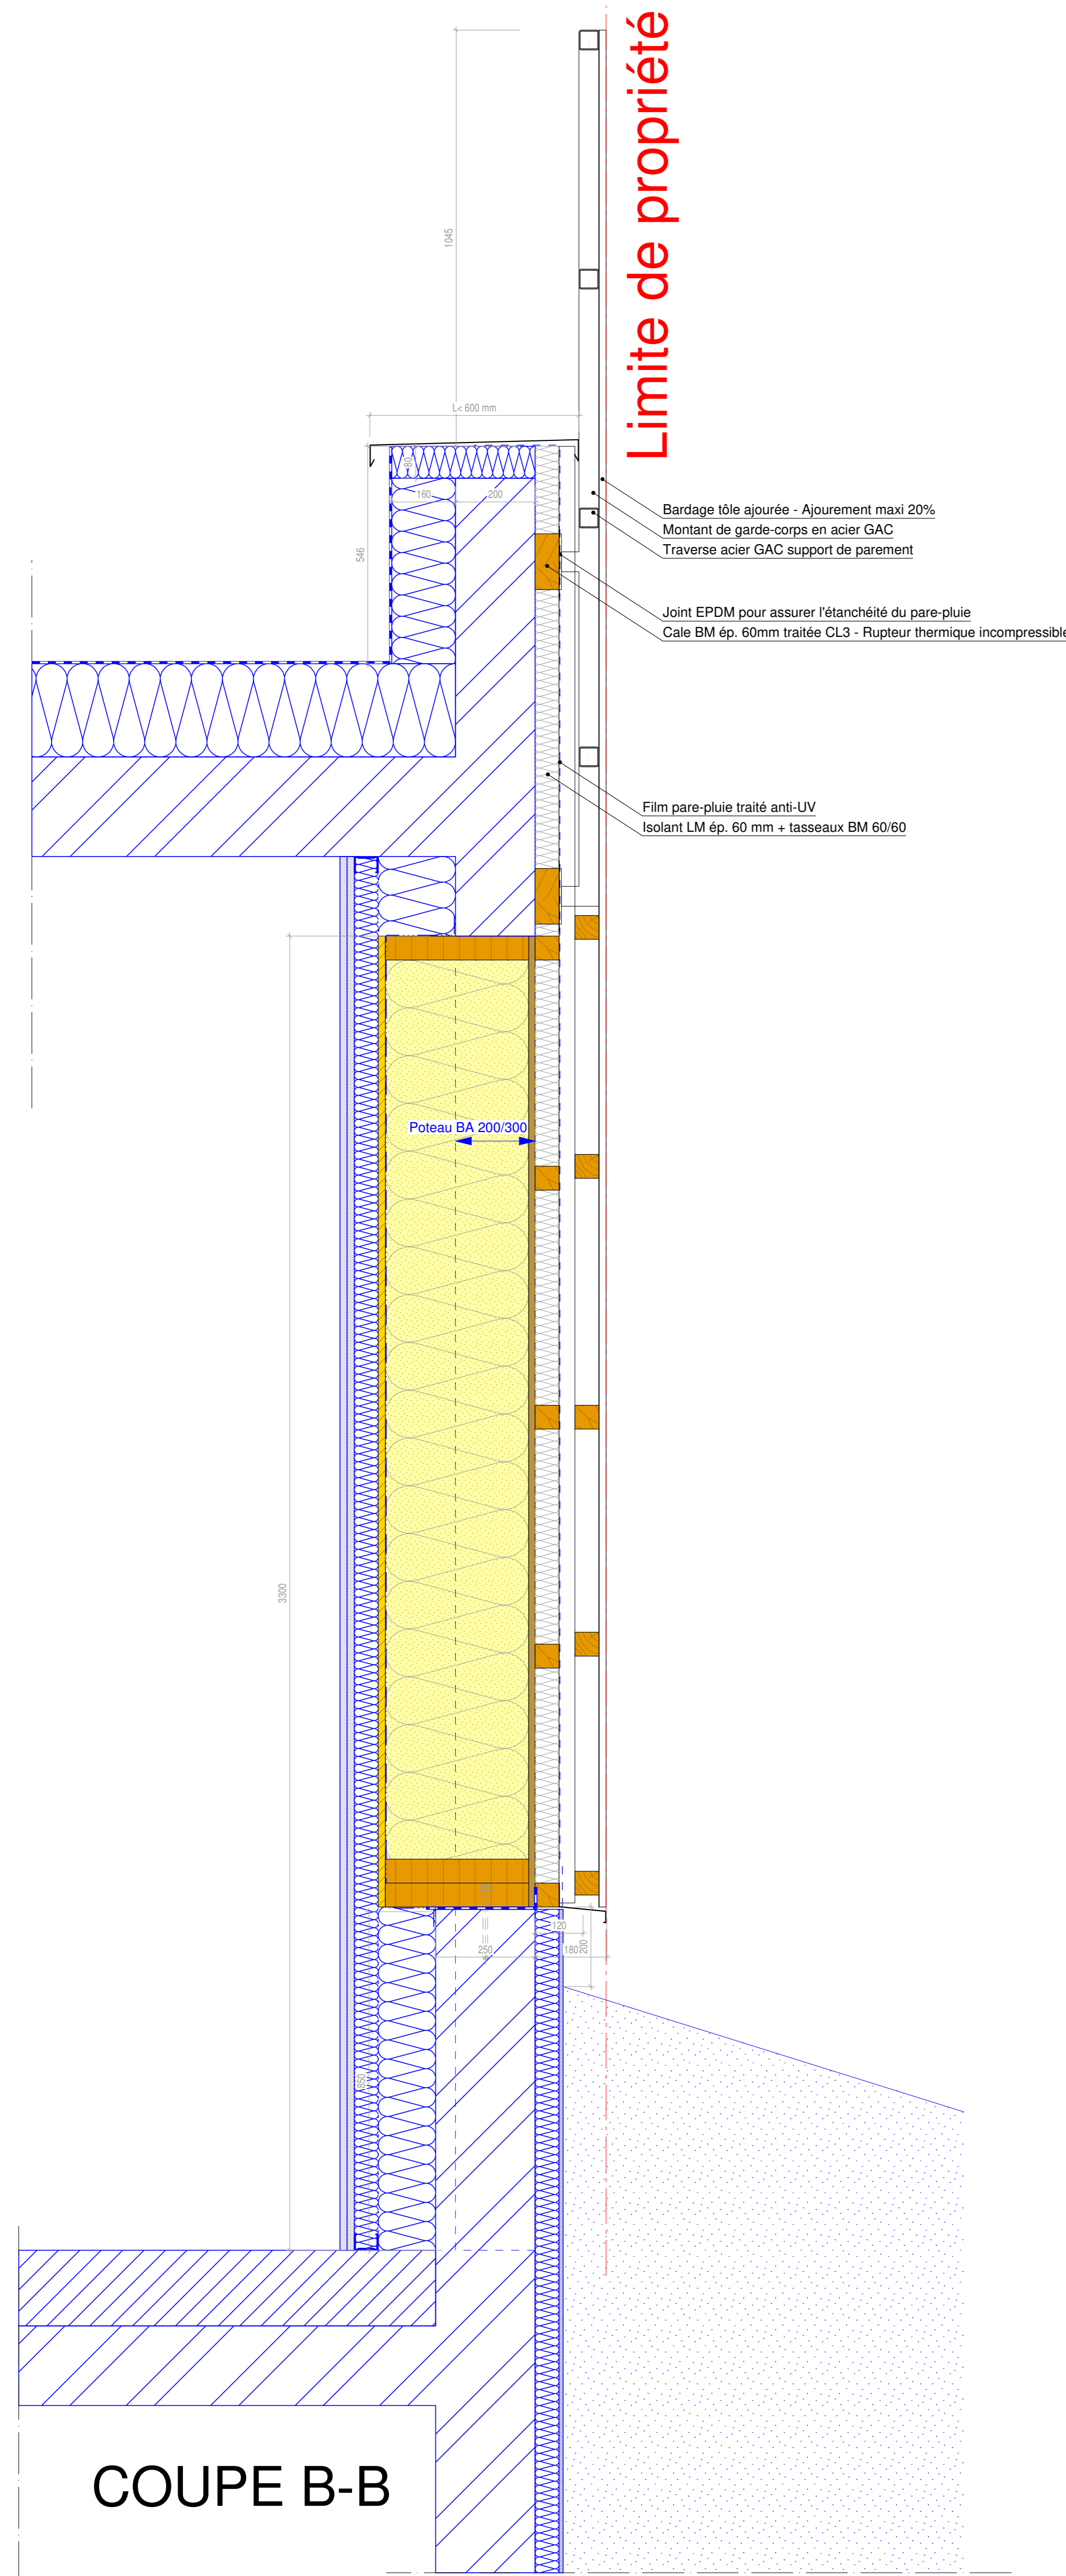 Limite de propriété
1045
L< 600 mm
80
160
200
546
Bardage tôle ajourée - Ajourement maxi 20%
Montant de garde-corps en acier GAC
Traverse acier GAC support de parement
Joint EPDM pour assurer l'étanchéité du pare-pluie
Cale BM ép. 60mm traitée CL3 - Rupteur thermique incompressible
Film pare-pluie traité anti-UV
Isolant LM ép. 60 mm + tasseaux BM 60/60
Poteau BA 200/300
3300
120
250
180
200
850
COUPE B-B